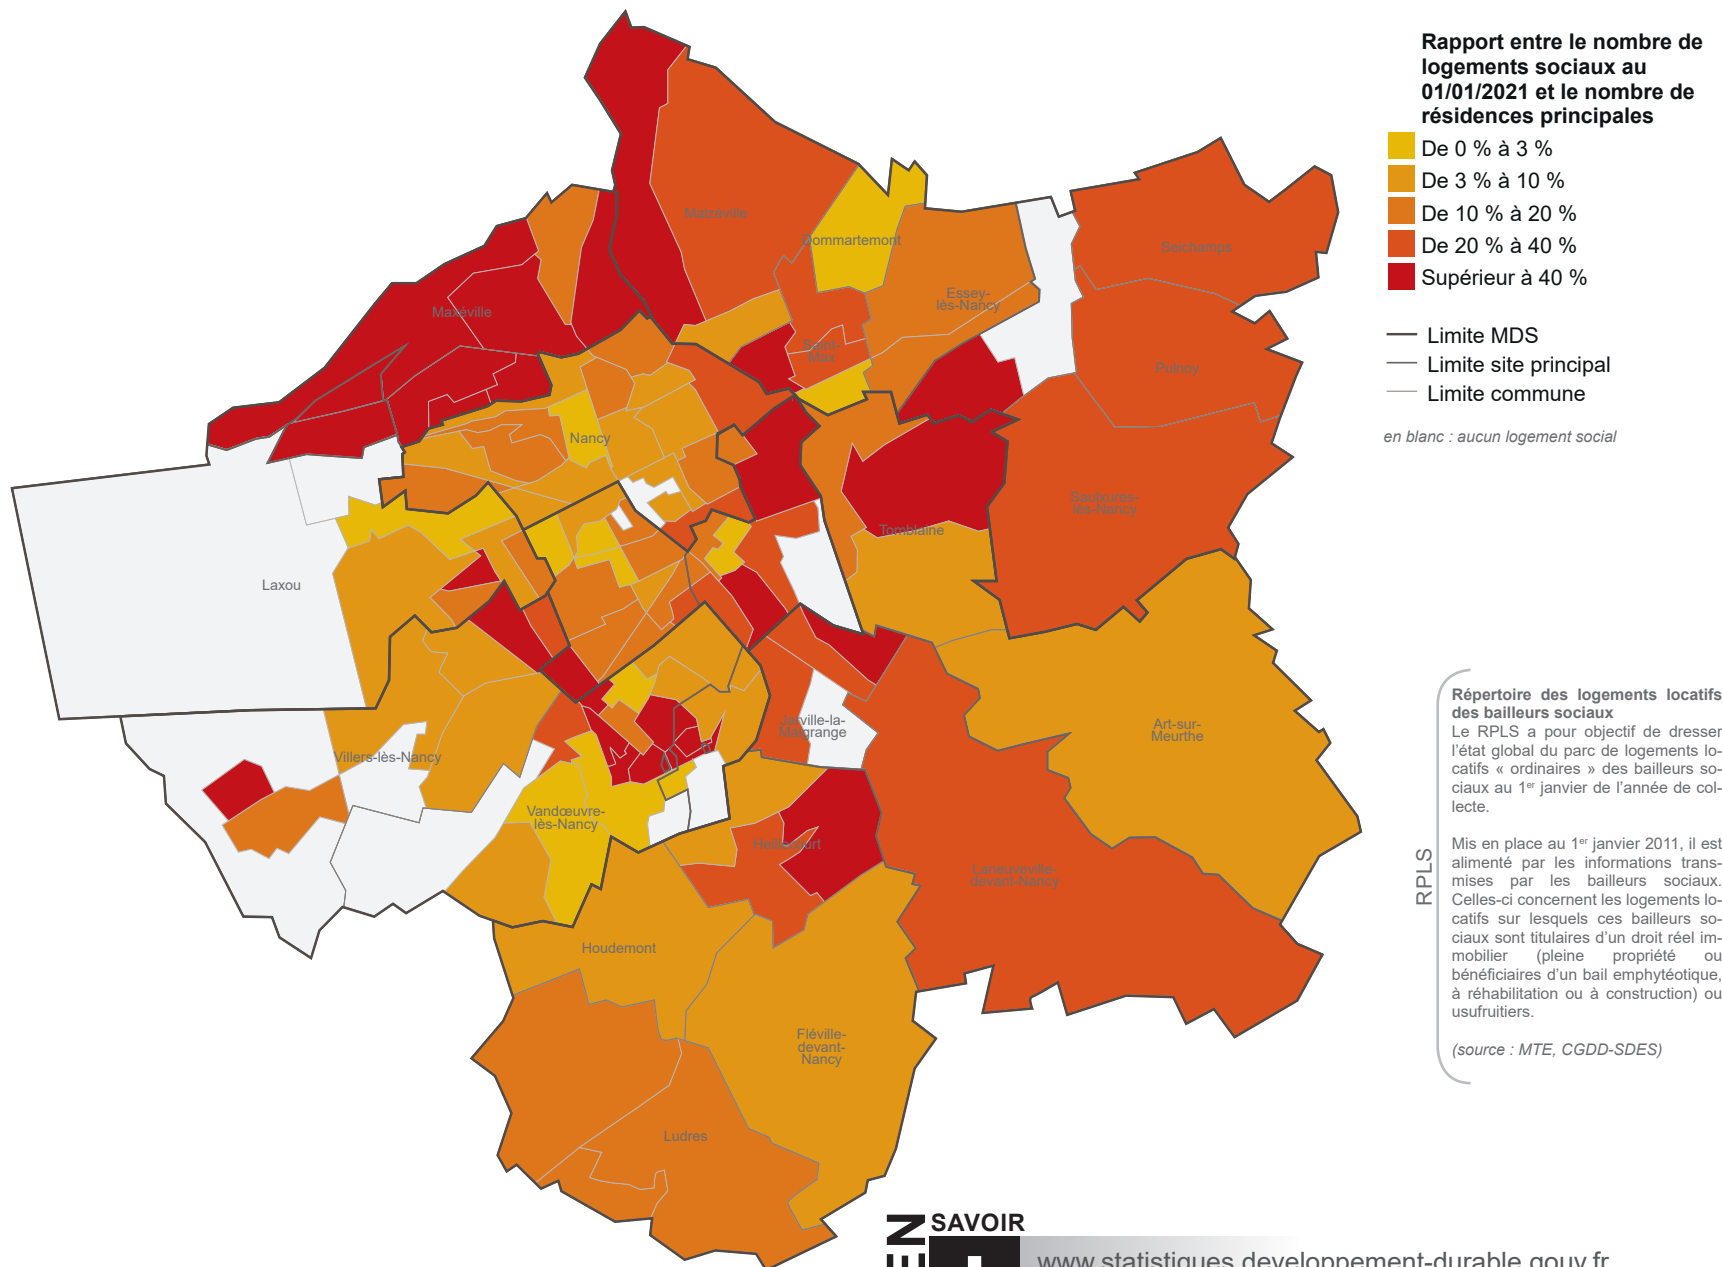 Rapport entre le nombre de
logements sociaux au
01/01/2021 et le nombre de
résidences principales
De 0 % à 3 %
De 3 % à 10 %
De 10 % à 20 %
De 20 % à 40 %
Supérieur à 40 %
Limite MDS
Limite site principal
Limite commune
en blanc : aucun logement social
Malzéville
Dommartemont
Seichamps
Essey-
lès-Nancy
Maxéville
Saint-
Max
Pulnoy
Nancy
Saulxures-
lès-Nancy
Tomblaine
Laxou
Jarville-la-
Malgrange
Art-sur-
Meurthe
Villers-lès-Nancy
Vandœuvre-
lès-Nancy
Heillecourt
Laneuveville-
devant-Nancy
Houdemont
Fléville-
devant-
Nancy
Ludres
RPLS
Répertoire des logements locatifs
des bailleurs sociaux
Le RPLS a pour objectif de dresser
l'état global du parc de logements lo-
catifs « ordinaires » des bailleurs so-
ciaux au 1er janvier de l'année de col-
lecte.
Mis en place au 1er janvier 2011, il est
alimenté par les informations trans-
mises par les bailleurs sociaux.
Celles-ci concernent les logements lo-
catifs sur lesquels ces bailleurs so-
ciaux sont titulaires d'un droit réel im-
mobilier (pleine propriété ou
bénéficiaires d'un bail emphytéotique,
à réhabilitation ou à construction) ou
usufruitiers.
(source : MTE, CGDD-SDES)
EN
SAVOIR
www.statistiques.developpement-durable.gouv.fr